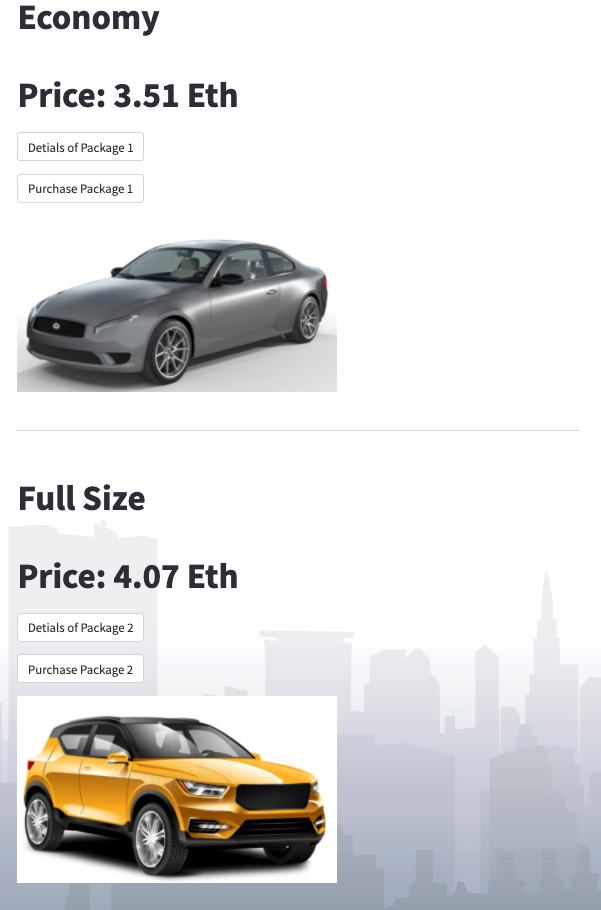 Economy
Price: 3.51 Eth
Detials of Package 1
Purchase Package 1
Full Size
Price: 4.07 Eth
Detials of Package 2
Purchase Package 2